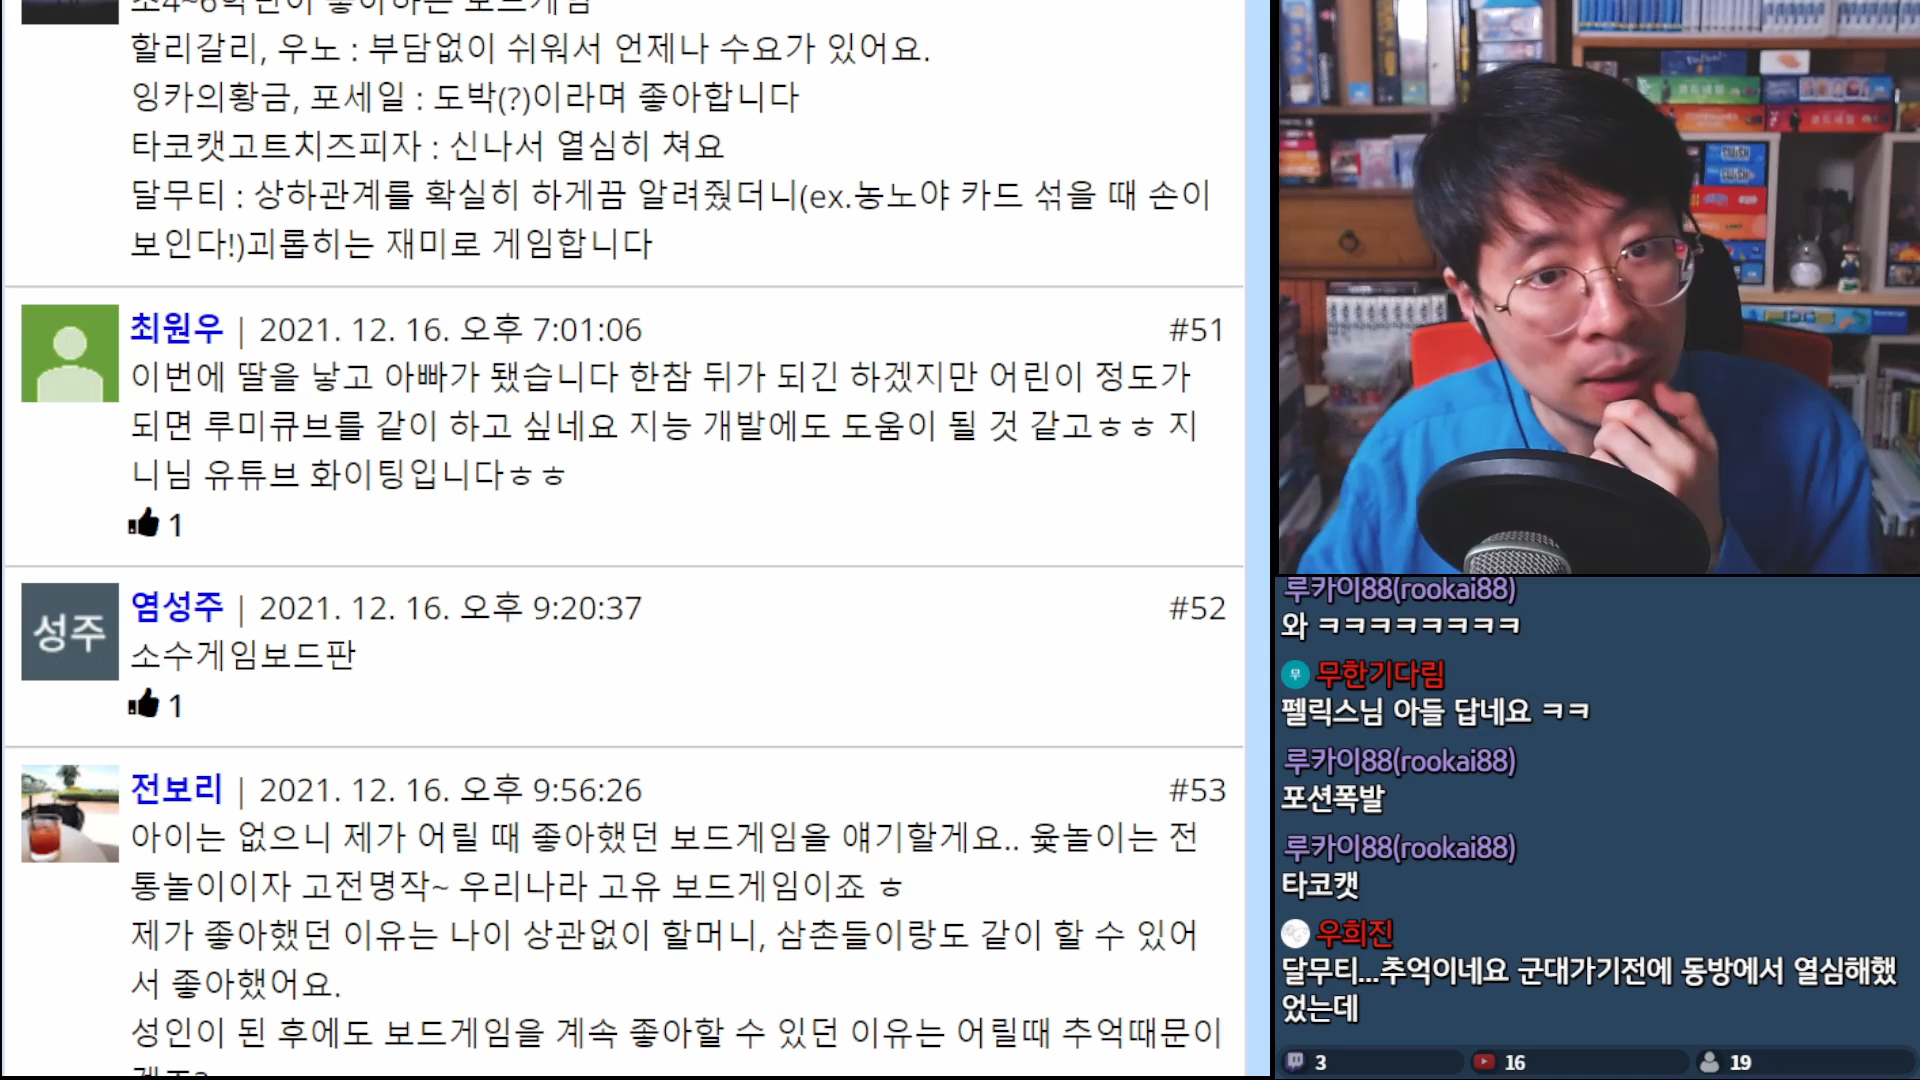 초4~6학년이 좋아하는 보드게임
할리갈리, 우노 : 부담없이 쉬워서 언제나 수요가 있어요.
잉카의황금, 포세일 : 도박(?)이라며 좋아합니다
타코캣고트치즈피자 : 신나서 열심히 쳐요
달무티 : 상하관계를 확실히 하게끔 알려줬더니(ex.농노야 카드 섞을 때 손이
보인다!)괴롭히는 재미로 게임합니다
최원우 | 2021. 12. 16. 오후 7:01:06 #51
이번에 딸을 낳고 아빠가 됐습니다 한참 뒤가 되긴 하겠지만 어린이 정도가
되면 루미큐브를 같이 하고 싶네요 지능 개발에도 도움이 될 것 같고ㅎㅎ 지
니님 유튜브 화이팅입니다ㅎㅎ
1
성주
염성주 | 2021. 12. 16. 오후 9:20:37 #52
소수게임보드판
1
전보리 | 2021. 12. 16. 오후 9:56:26 #53
아이는 없으니 제가 어릴 때 좋아했던 보드게임을 얘기할게요.. 윷놀이는 전
통놀이이자 고전명작~ 우리나라 고유 보드게임이죠 ㅎ
제가 좋아했던 이유는 나이 상관없이 할머니, 삼촌들이랑도 같이 할 수 있어
서 좋아했어요.
성인이 된 후에도 보드게임을 계속 좋아할 수 있던 이유는 어릴때 추억때문이
루카이88(rookai88)
와 ㅋㅋㅋㅋㅋㅋㅋㅋ
무 무한기다림
펠릭스님 아들 답네요 ㅋㅋ
루카이88(rookai88)
포션폭발
루카이88(rookai88)
타코캣
우희진
달무티...추억이네요 군대가기전에 동방에서 열심해했
었는데
3 16 19